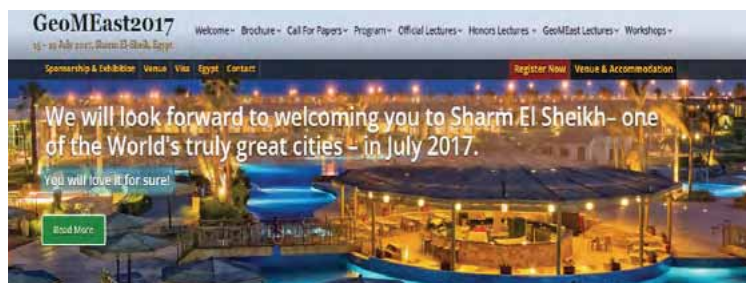 GeoMEast2017
15 - 19 July 2017, Sharm El-Sheik, Egypt
Welcome Brochure Call For Papers Program Official Lectures Honors Lectures GeoMEast Lectures Workshops
Sponsorship & Exhibition Venue Visa Egypt Contact Register Now Venue & Accommodation
We will look forward to welcoming you to Sharm El Sheikh– one
of the World's truly great cities – in July 2017.
You will love it for sure!
Read More